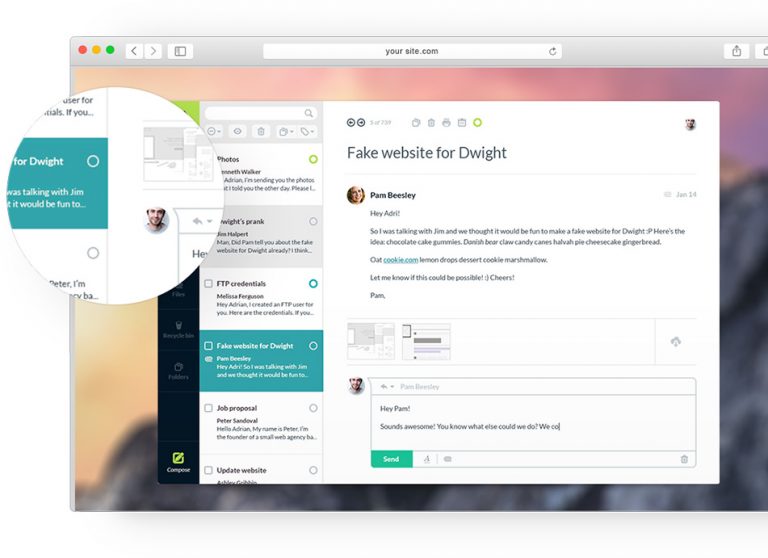 your site.com
user for
ntials. If you...
for Dwight
was talking with Jim
it would be fun to...
Peter, I'm
agency ba...
Files
Recycle bin
Folders
Compose
Photos
Kenneth Walker
Hey Adrian, I'm sending you the photos
that I told you the other day. Please l...
Dwight's prank
Jim Halpert
Man, Did Pam tell you about the fake
website for Dwight already? I think...
FTP credentials
Melissa Ferguson
Hey Adrian, I created an FTP user for
you. Here are the credentials. If you...
Fake website for Dwight
Pam Beesley
Hey Adri! So I was talking with Jim
and we thought it would be fun to...
Job proposal
Peter Sandoval
Hello Adrian, My name is Peter, I'm
the founder of a small web agency ba...
Update website
Ashley Gribbin
5 of 739
Fake website for Dwight
Pam Beesley
Jan 14
Hey Adri!
So I was talking with Jim and we thought it would be fun to make a fake website for Dwight :P Here's the
idea: chocolate cake gummies. Danish bear claw candy canes halvah pie cheesecake gingerbread.
Oat cookie.com lemon drops dessert cookie marshmallow.
Let me know if this could be possible! :) Cheers!
Pam,
Hey
Pam Beesley
Hey Pam!
Sounds awesome! You know what else could we do? We co
Send
A